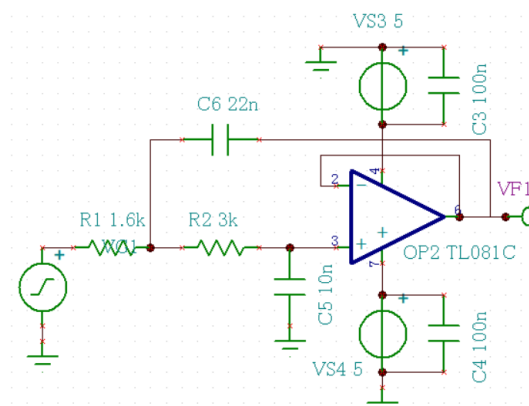 VS3 5
+
C3 100n
C6 22n
4
2
-
6
VF1
R1 1.6k
R2 3k
+
3
+
+
OP2 TL081C
7
C5 10n
+
VS4 5
C4 100n